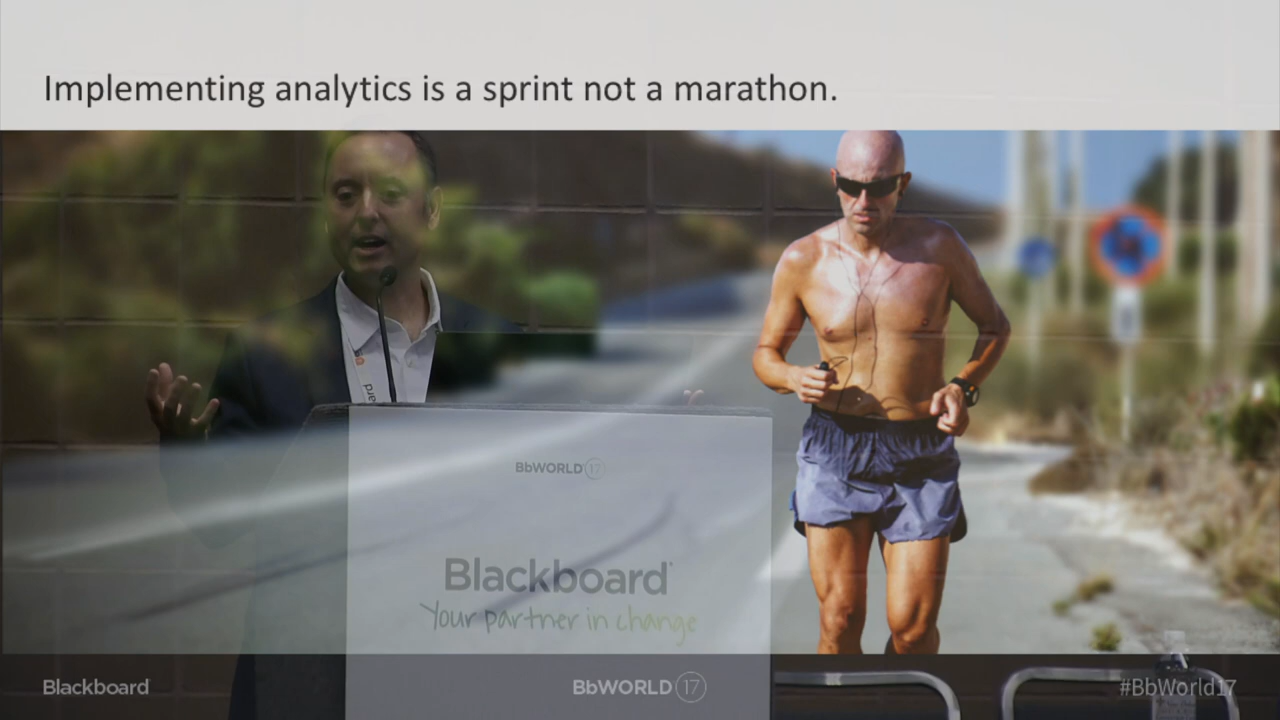 Implementing analytics is a sprint not a marathon.
BbWORLD 17
Blackboard
Your partner in change
Blackboard
BbWORLD 17
#BbWorld17